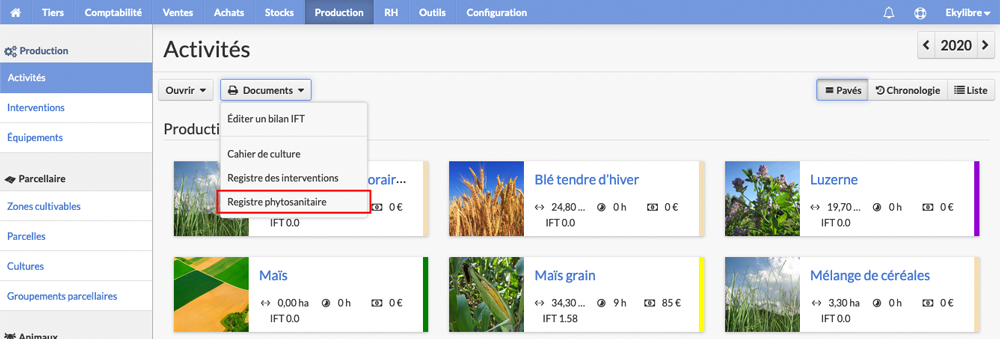 Tiers Comptabilité Ventes Achats Stocks Production RH Outils Configuration Ekylibre
Production
Activités
Interventions
Équipements
Parcellaire
Zones cultivables
Parcelles
Cultures
Groupements parcellaires
Animaux
Activités
2020
Ouvrir Documents
Pavés Chronologie Liste
Éditer un bilan IFT
Cahier de culture
Registre des interventions
Registre phytosanitaire
Producti
orair...
0 h 0 €
IFT 0.0
Blé tendre d'hiver
24,80 ... 0 h 0 €
IFT 0.0
Luzerne
19,70 ... 0 h 0 €
IFT 0.0
Maïs
0,00 ha 0 h 0 €
IFT 0.0
Maïs grain
34,30 ... 9 h 85 €
IFT 1.58
Mélange de céréales
3,30 ha 0 h 0 €
IFT 0.0